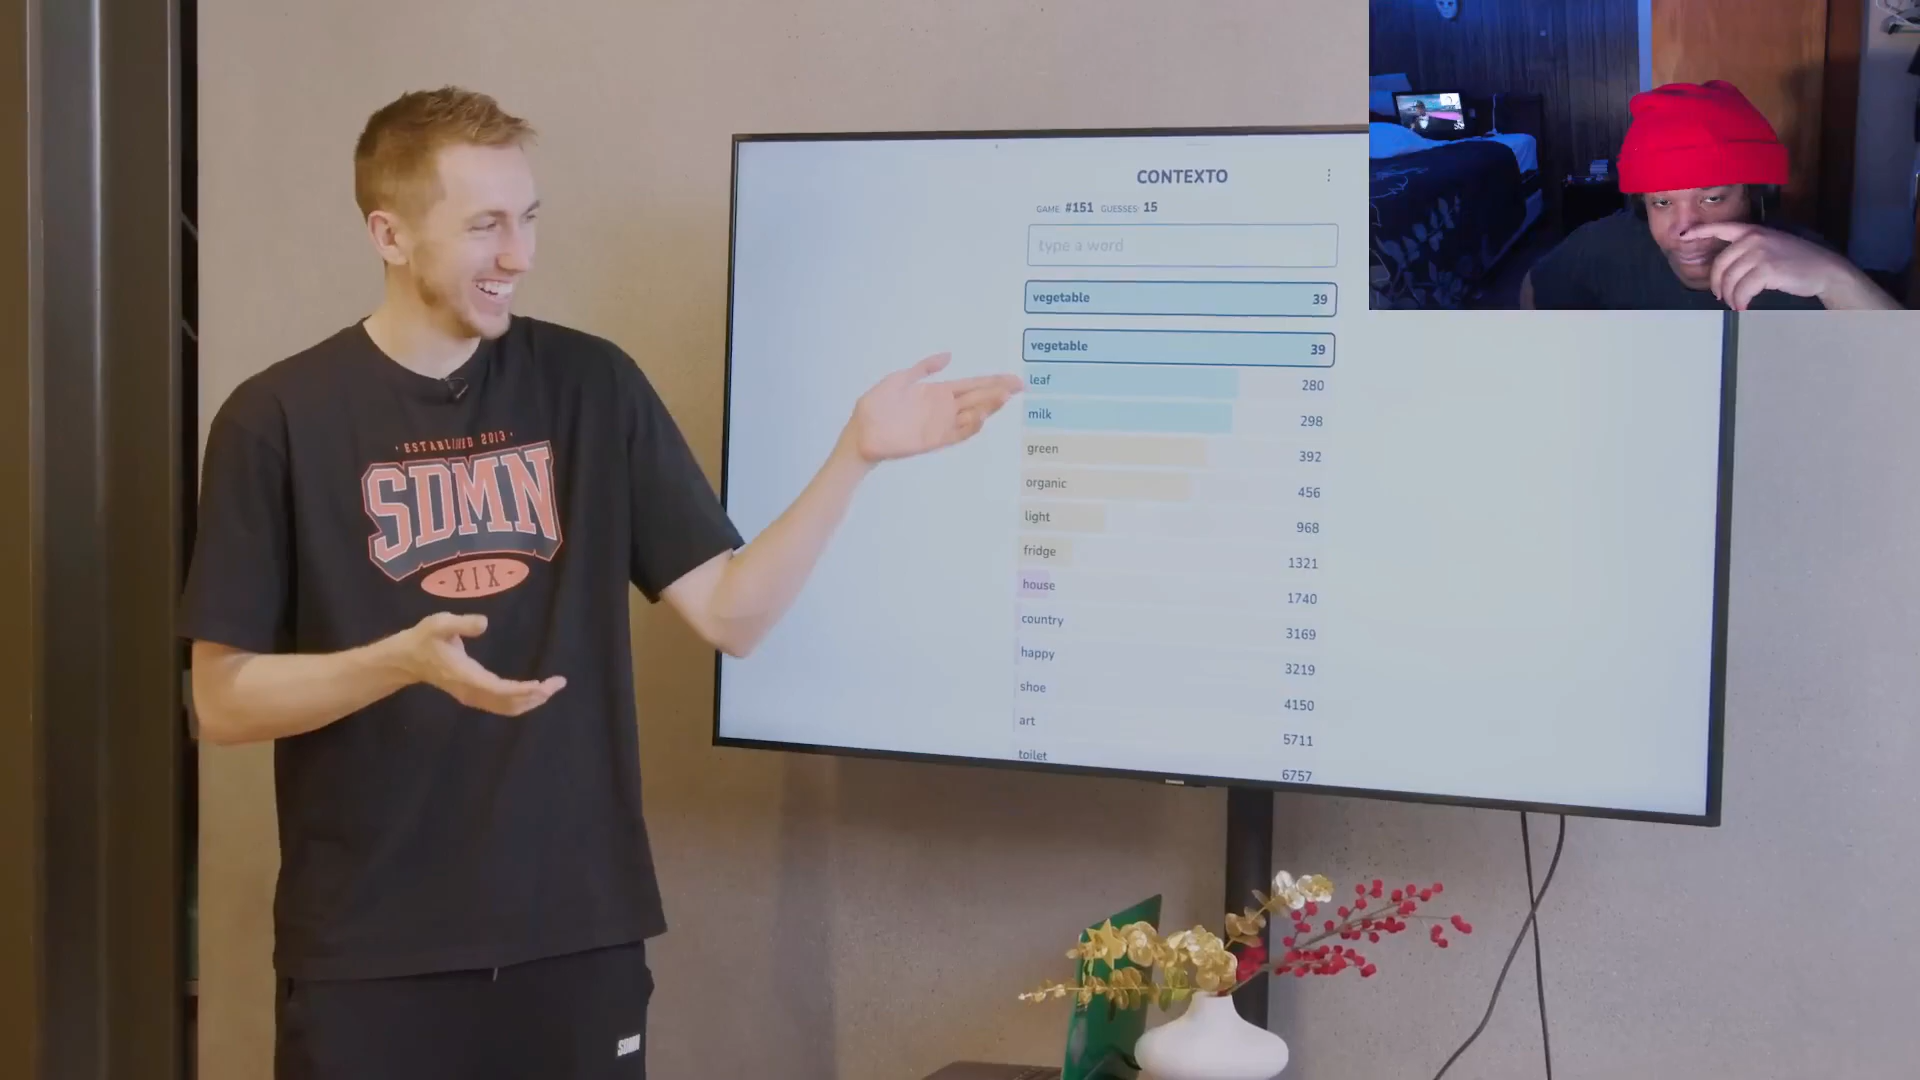 CONTEXTO
GAME: #151 GUESSES: 15
type a word
vegetable 39
vegetable 39
leaf 280
milk 298
green 392
organic 456
light 968
fridge 1321
house 1740
country 3169
happy 3219
shoe 4150
art 5711
toilet 6757
· ESTABLISHED 2013 ·
SDMN
- XIX -
SDMN